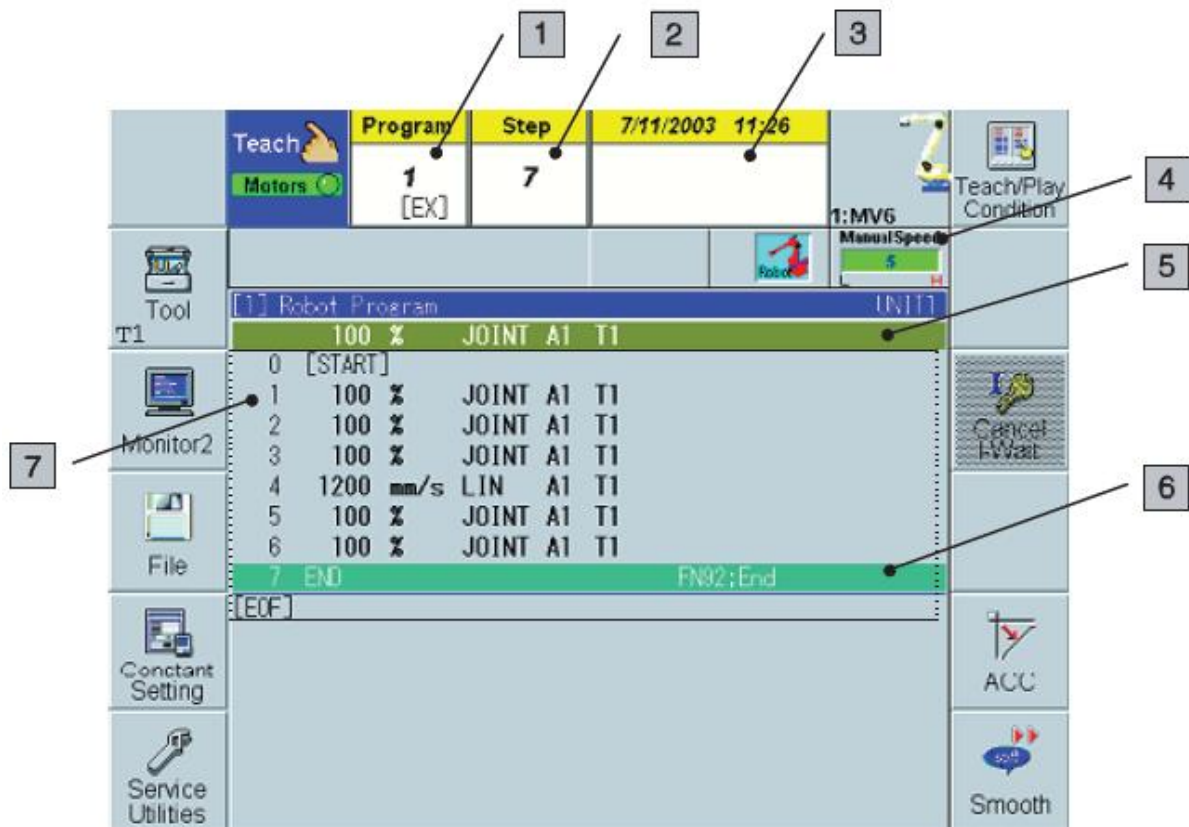 1
2
3
Teach
Motors
Program
1
[EX]
Step
7
7/11/2003 11:26
1:MV6
Teach/Play
Condition
4
Manual Speed
5
L H
Robot
5
Tool
T1
[1] Robot Program UNIT1
100 % JOINT A1 T1
0 [START]
1 100 % JOINT A1 T1
2 100 % JOINT A1 T1
3 100 % JOINT A1 T1
4 1200 mm/s LIN A1 T1
5 100 % JOINT A1 T1
6 100 % JOINT A1 T1
7 END FN92;End
[EOF]
Monitor2
7
Cancel
I-Wait
6
File
Conctant
Setting
ACC
Service
Utilities
soft
Smooth